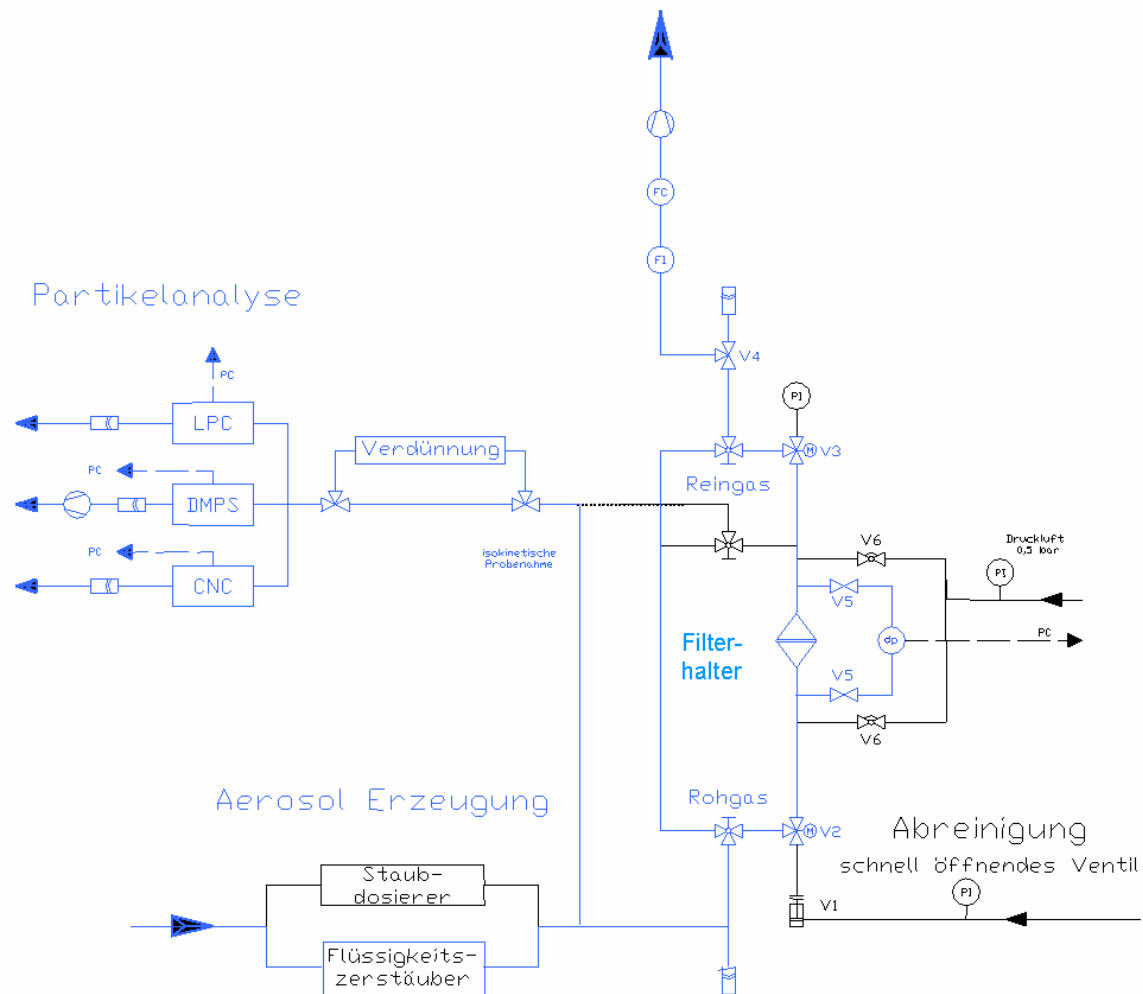 FC
FI
Partikelanalyse
V4
PC
PI
LPC
Verdünnung
M V3
PC
Reingas
DMPS
V6
Druckluft
0,5 bar
isokinetische
Probenahme
PC
PI
CNC
V5
Filter-
halter
dp
PC
V5
V6
Aerosol Erzeugung
Rohgas
M V2
Abreinigung
schnell öffnendes Ventil
Staub-
dosierer
PI
V1
Flüssigkeits-
zerstäuber